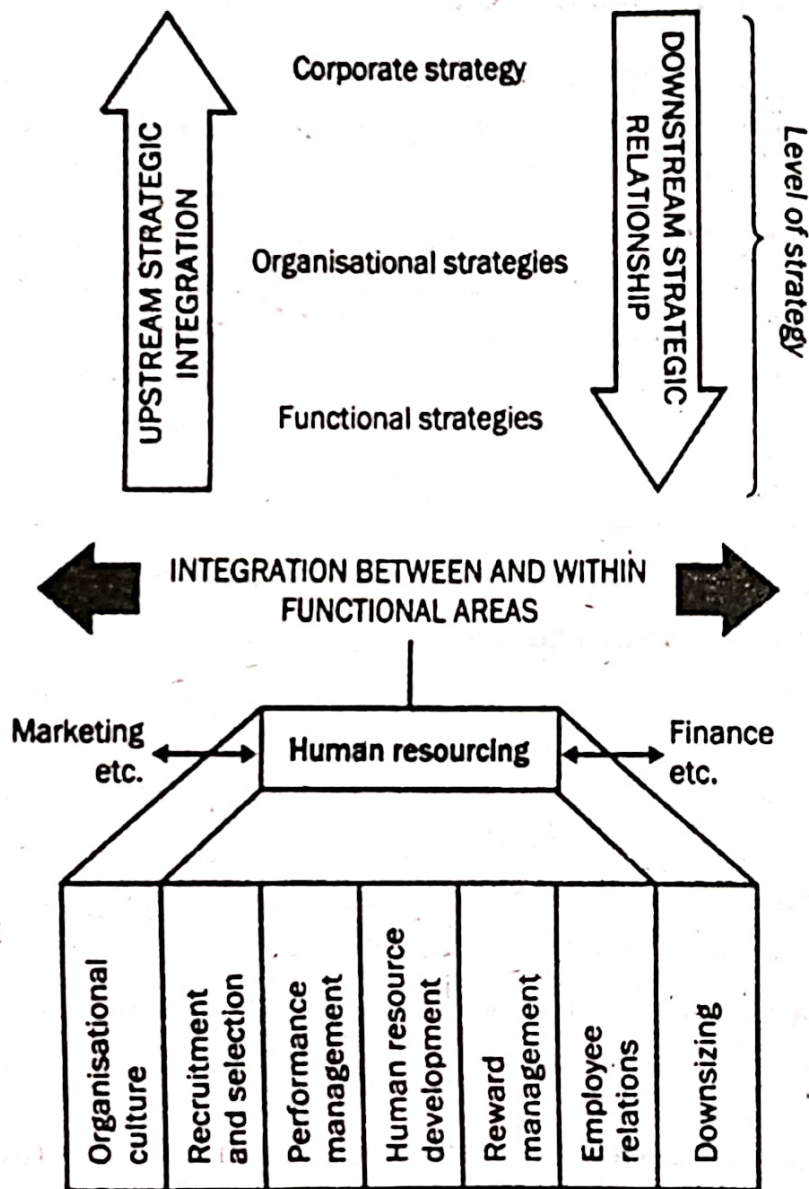 Corporate strategy
UPSTREAM STRATEGIC
INTEGRATION
DOWNSTREAM STRATEGIC
RELATIONSHIP
Level of strategy
Organisational strategies
Functional strategies
INTEGRATION BETWEEN AND WITHIN
FUNCTIONAL AREAS
Marketing
etc.
Human resourcing
Finance
etc.
Organisational
culture
Recruitment
and selection
Performance
management
Human resource
development
Reward
management
Employee
relations
Downsizing